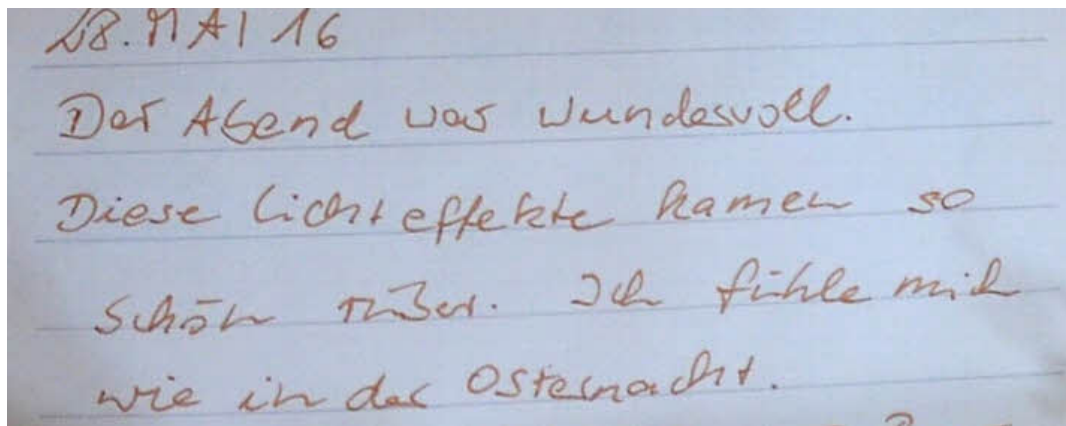 28. MAI 16
Der Abend war wundervoll.
Diese Lichteffekte kamen so
schön rüber. Ich fühle mich
wie in der Osternacht.